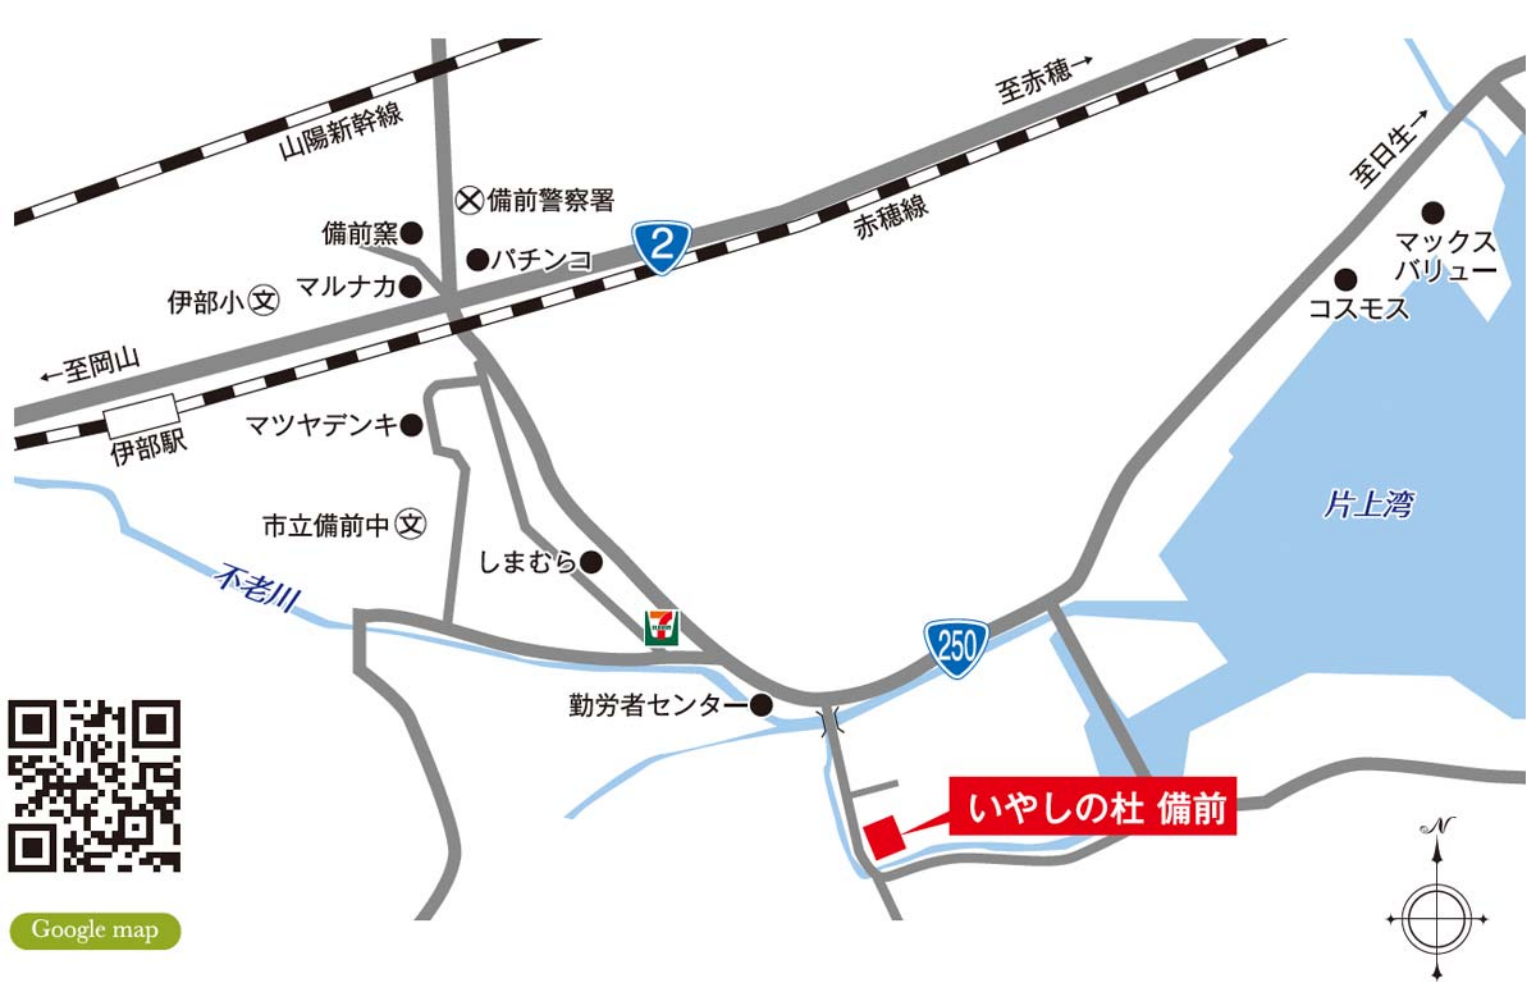 山陽新幹線
至赤穂→
至日生→
備前警察署
備前窯
パチンコ
2
赤穂線
マックス
バリュー
伊部小
文
マルナカ
コスモス
←至岡山
マツヤデンキ
伊部駅
片上湾
市立備前中
文
しまむら
不老川
7
250
勤労者センター
いやしの杜 備前
N
Google map